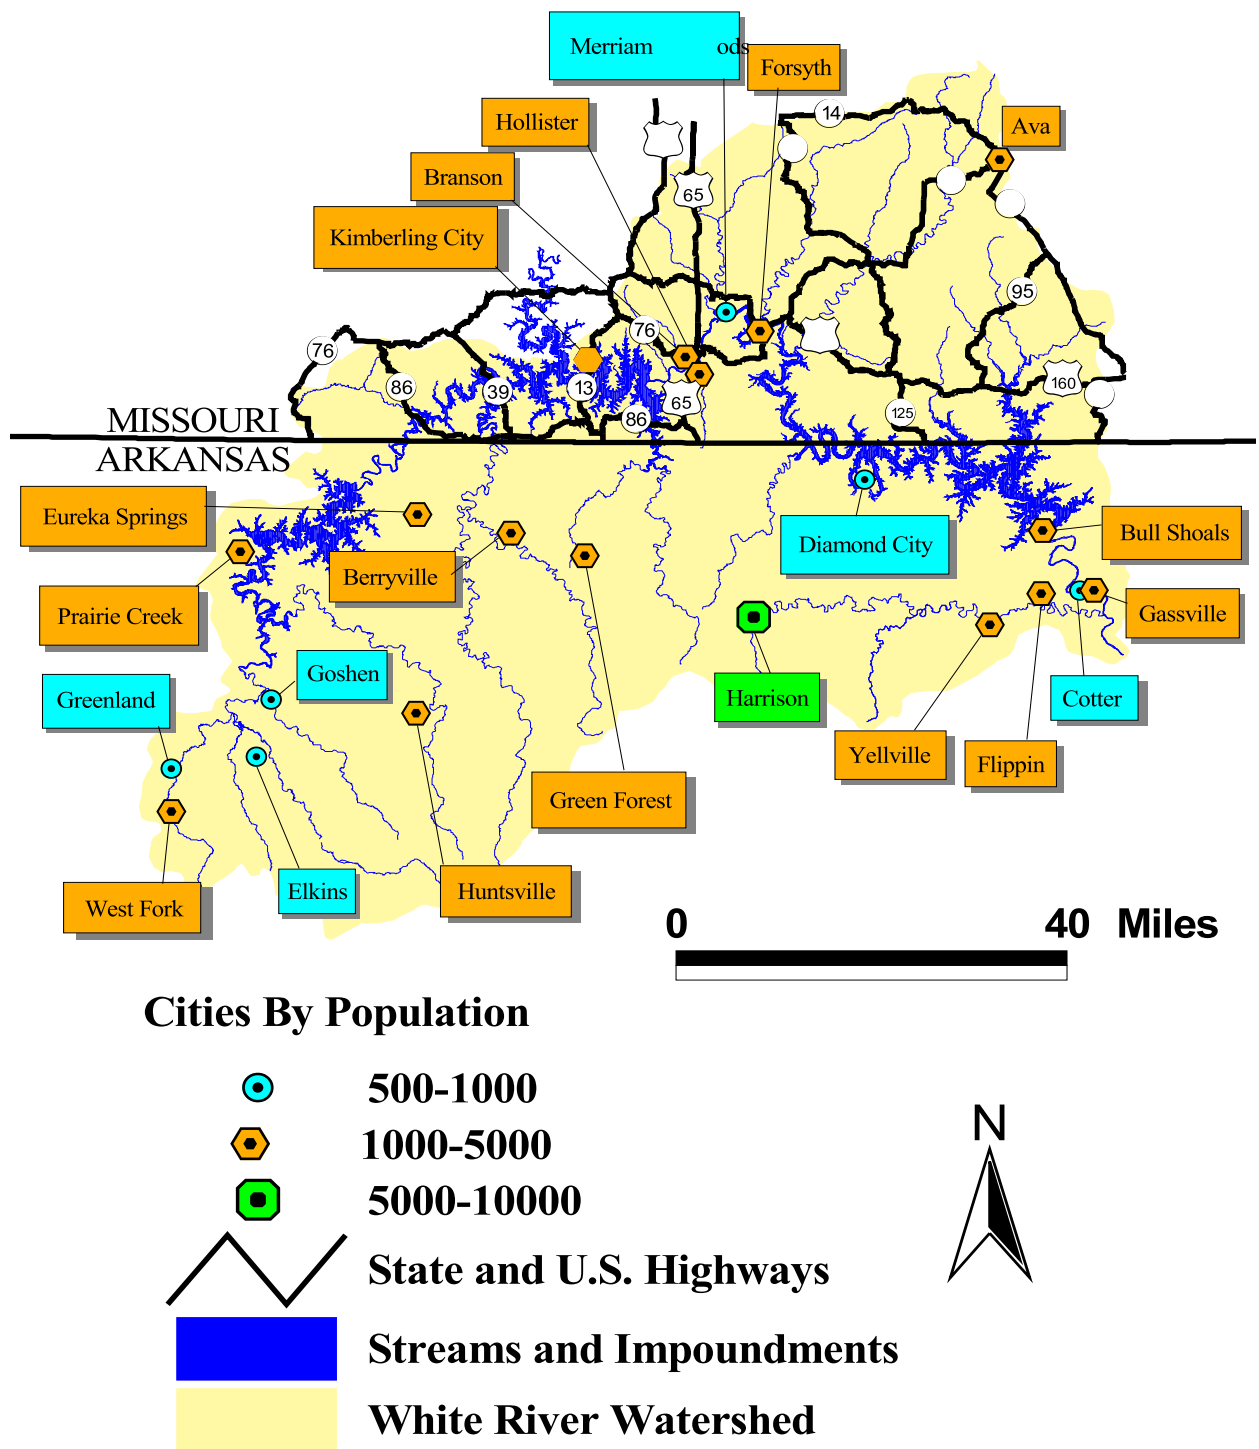 Merriam ods
Forsyth
Hollister
Ava
Branson
Kimberling City
14
65
95
76
76
86
39
13
65
86
125
160
MISSOURI
ARKANSAS
Eureka Springs
Prairie Creek
Berryville
Diamond City
Bull Shoals
Gassville
Goshen
Greenland
Harrison
Cotter
Yellville
Flippin
Green Forest
Elkins
Huntsville
West Fork
0 40 Miles
Cities By Population
500-1000
1000-5000
5000-10000
State and U.S. Highways
Streams and Impoundments
White River Watershed
N